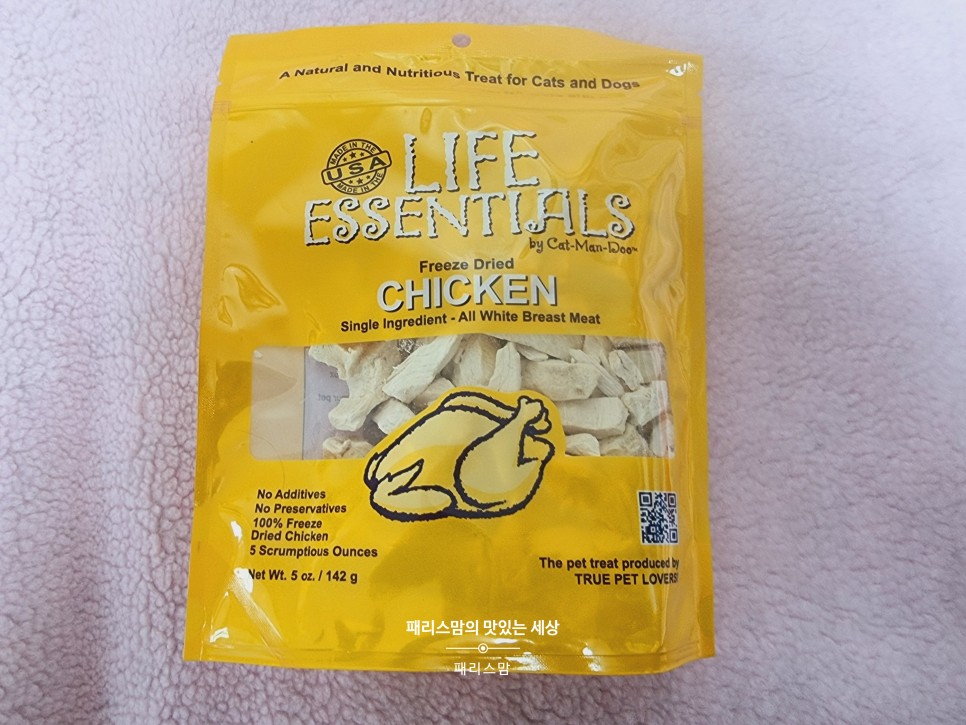 A Natural and Nutritious Treat for Cats and Dogs
MADE IN THE
USA
MADE IN THE
LIFE
ESSENTIALS
by Cat-Man-Doo™
Freeze Dried
CHICKEN
Single Ingredient - All White Breast Meat
No Additives
No Preservatives
100% Freeze
Dried Chicken
5 Scrumptious Ounces
Net Wt. 5 oz. / 142 g
The pet treat produced by
TRUE PET LOVERS!
패리스맘의 맛있는 세상
패리스맘